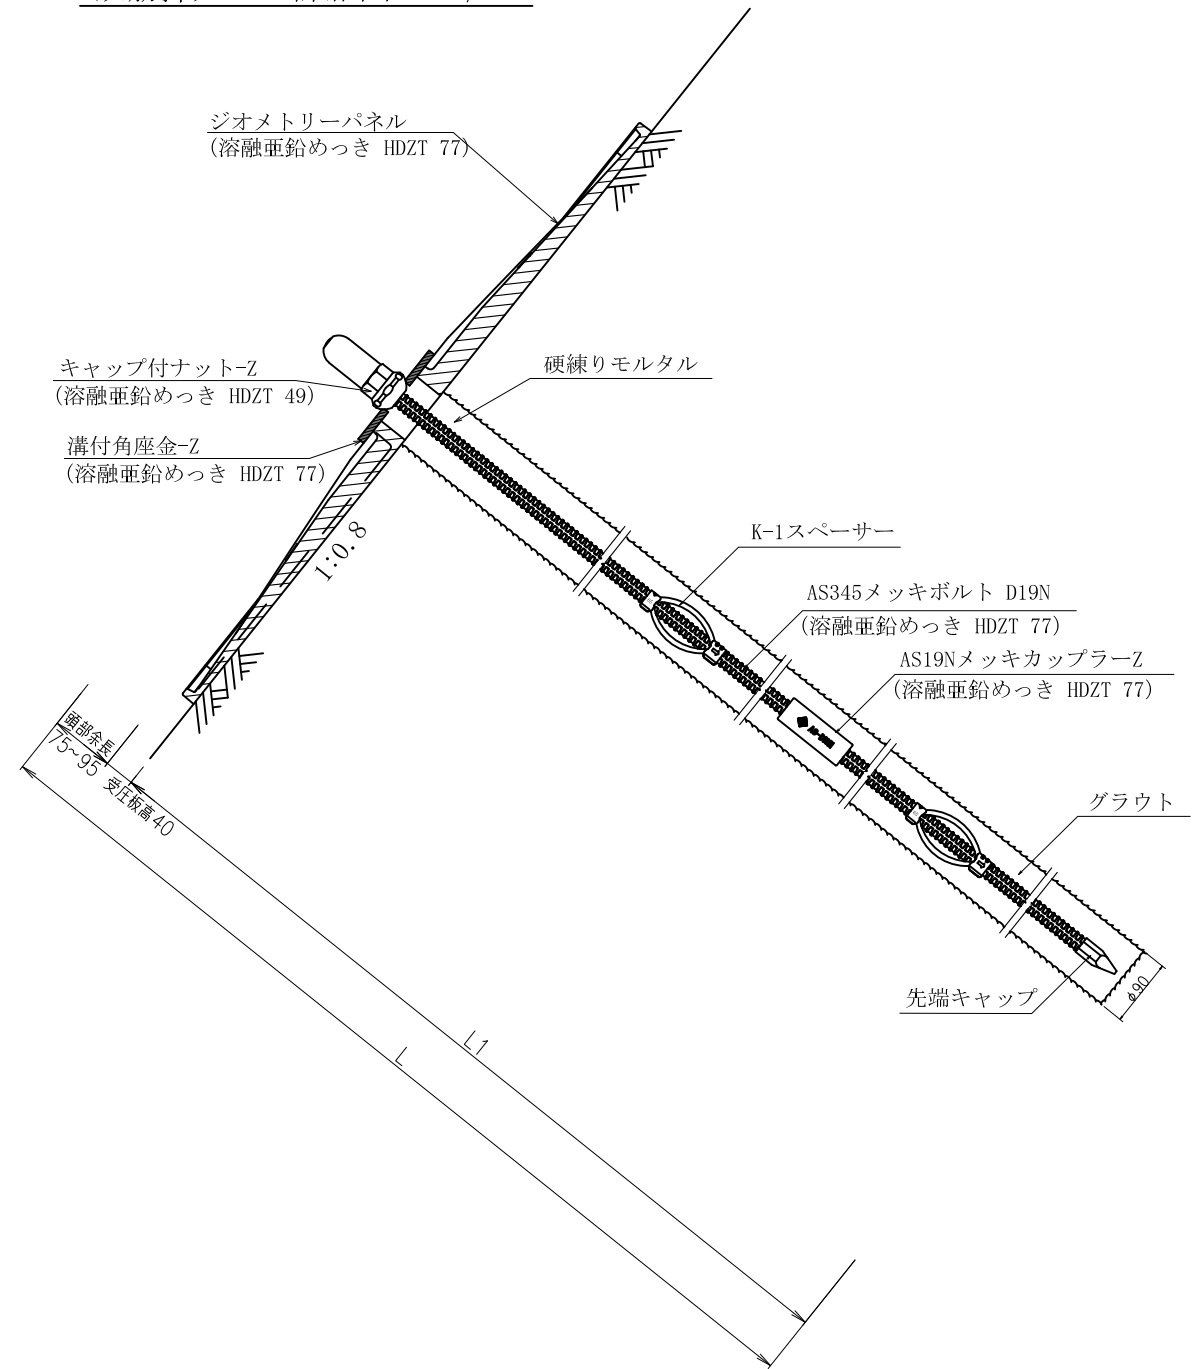 ジオメトリーパネル
(溶融亜鉛めっき HDZT 77)
キャップ付ナット-Z
(溶融亜鉛めっき HDZT 49)
硬練りモルタル
溝付角座金-Z
(溶融亜鉛めっき HDZT 77)
1:0.8
K-1スペーサー
AS345メッキボルト D19N
(溶融亜鉛めっき HDZT 77)
AS19NメッキカップラーZ
(溶融亜鉛めっき HDZT 77)
頭部余長
75~95
受圧板高40
グラウト
先端キャップ
φ90
L1
L